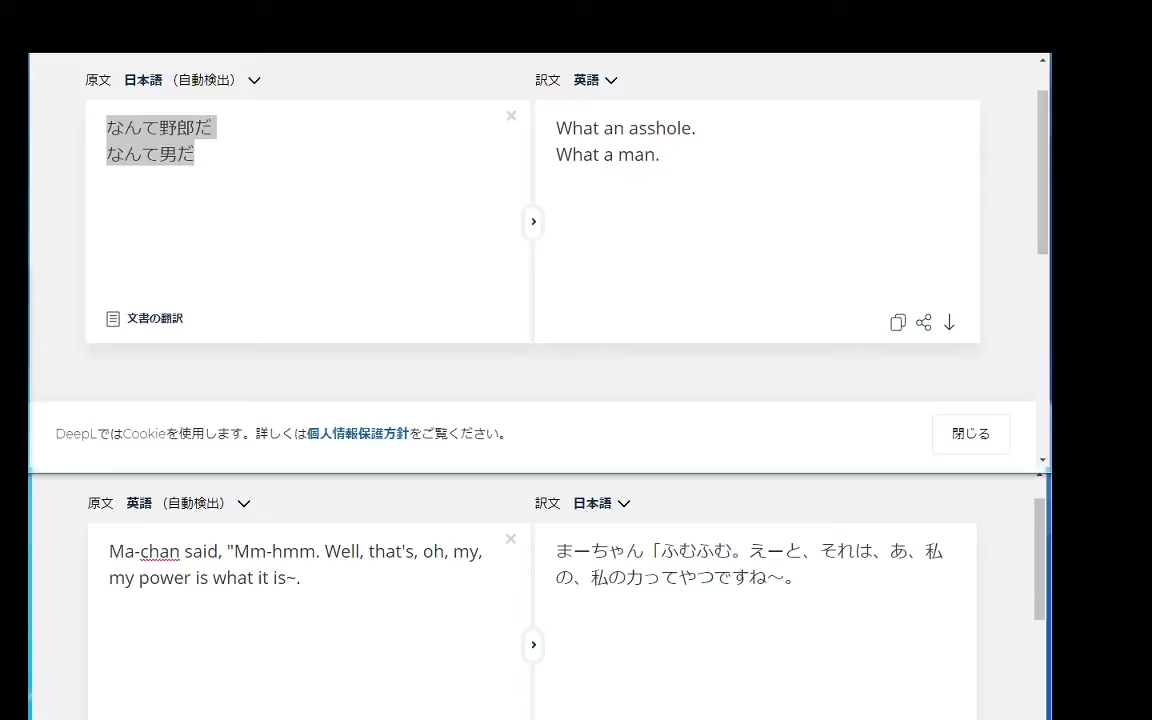 原文 日本語 （自動検出）
訳文 英語
なんて野郎だ
なんて男だ
What an asshole.
What a man.
文書の翻訳
DeepLではCookieを使用します。詳しくは個人情報保護方針をご覧ください。
閉じる
原文 英語 （自動検出）
訳文 日本語
Ma-chan said, "Mm-hmm. Well, that's, oh, my,
my power is what it is~.
まーちゃん「ふむふむ。えーと、それは、あ、私
の、私の力ってやつですね～。